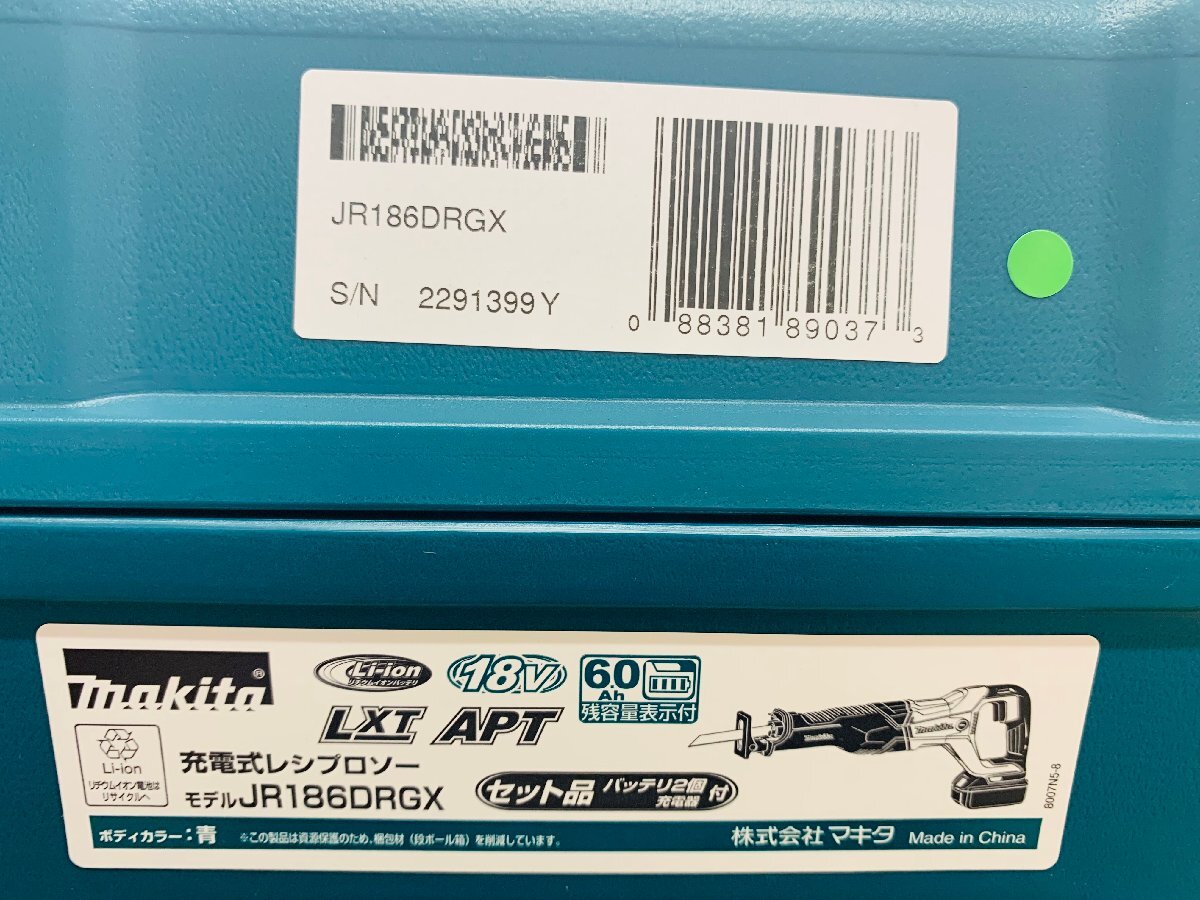 JR186DRGX
S/N 2291399Y
0 88381 89037 3
makita®
Li-ion
リチウムイオンバッテリ
18V
6.0
Ah
残容量表示付
LXT APT
Li-ion
リチウムイオン電池は
リサイクルへ
充電式レシプロソー
モデルJR186DRGX
セット品 バッテリ2個
充電器 付
makita
8007N5-8
ボディカラー:青 ※この製品は資源保護のため、梱包材(段ボール箱)を削減しています。 株式会社マキタ Made in China